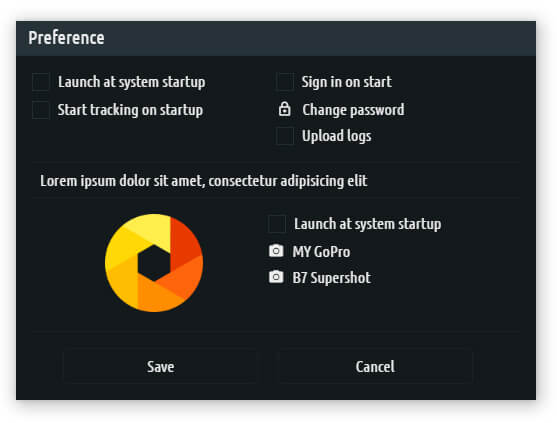 Preference
Launch at system startup
Sign in on start
Start tracking on startup
Change password
Upload logs
Lorem ipsum dolor sit amet, consectetur adipisicing elit
Launch at system startup
MY GoPro
B7 Supershot
Save
Cancel